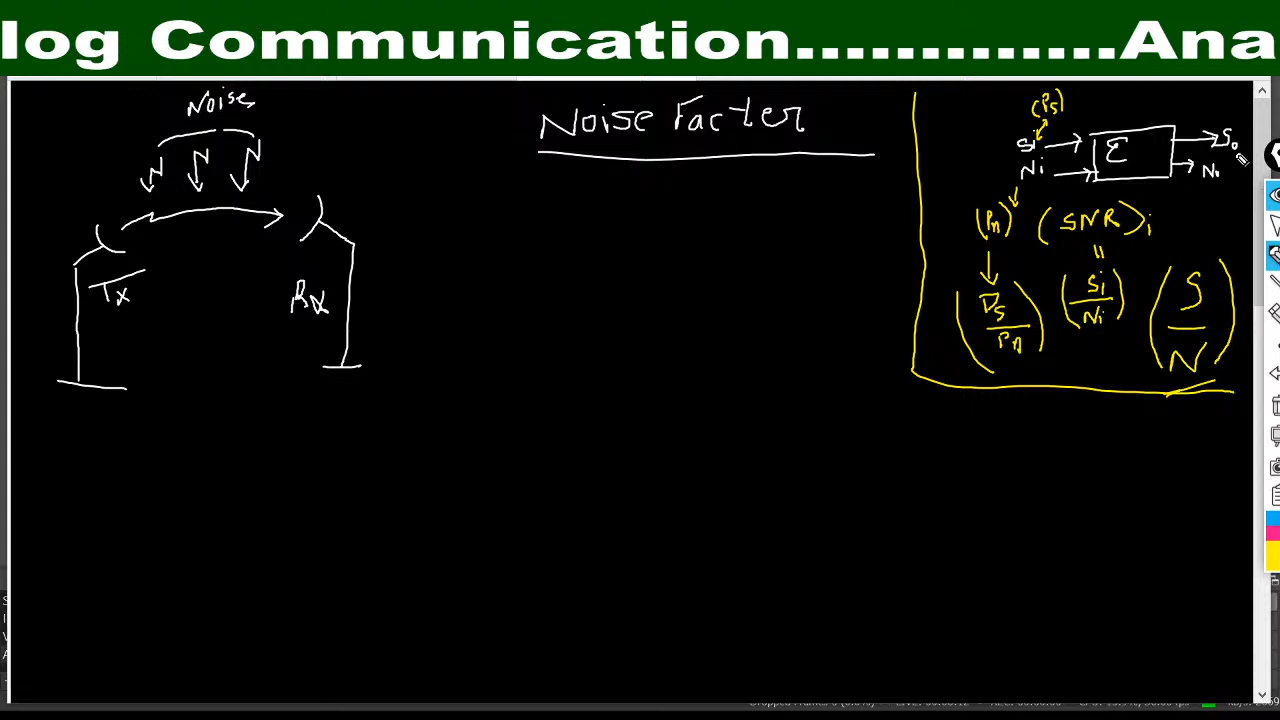 log Communication.............Ana
Noise
Noise Facter
Tx
Rx
(Ps)
Si
Ni
ε
So
No
(Pn)
(SNR)i
=
(Ps/Pn)
(Si/Ni)
(S/N)